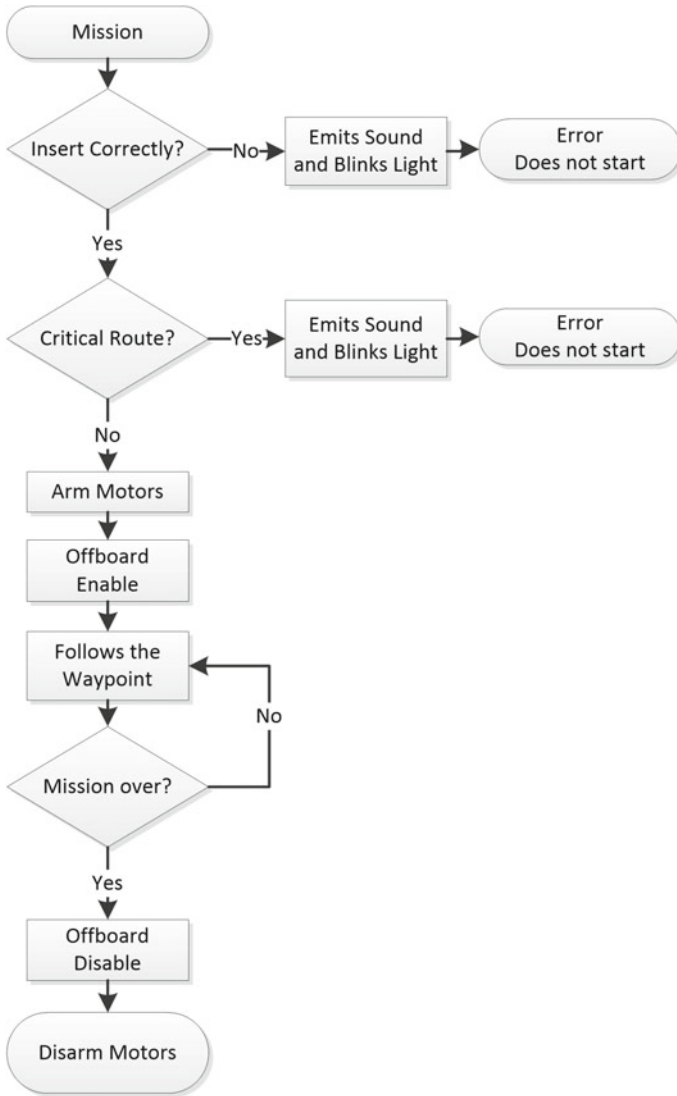 Mission
Insert Correctly?
No
Emits Sound
and Blinks Light
Error
Does not start
Yes
Critical Route?
Yes
Emits Sound
and Blinks Light
Error
Does not start
No
Arm Motors
Offboard
Enable
Follows the
Waypoint
No
Mission over?
Yes
Offboard
Disable
Disarm Motors